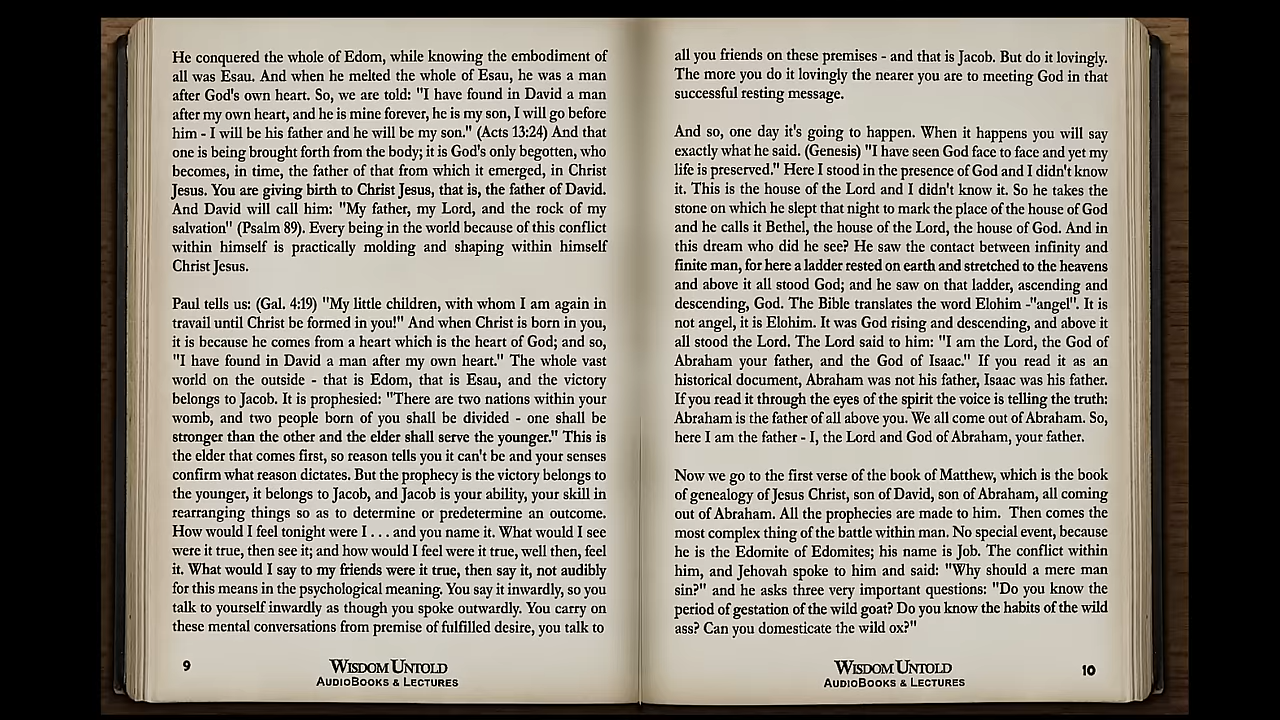 He conquered the whole of Edom, while knowing the embodiment of
all was Esau. And when he melted the whole of Esau, he was a man
after God's own heart. So, we are told: "I have found in David a man
after my own heart, and he is mine forever, he is my son, I will go before
him - I will be his father and he will be my son." (Acts 13:24) And that
one is being brought forth from the body; it is God's only begotten, who
becomes, in time, the father of that from which it emerged, in Christ
Jesus. You are giving birth to Christ Jesus, that is, the father of David.
And David will call him: "My father, my Lord, and the rock of my
salvation" (Psalm 89). Every being in the world because of this conflict
within himself is practically molding and shaping within himself
Christ Jesus.
Paul tells us: (Gal. 4:19) "My little children, with whom I am again in
travail until Christ be formed in you!" And when Christ is born in you,
it is because he comes from a heart which is the heart of God; and so,
"I have found in David a man after my own heart." The whole vast
world on the outside - that is Edom, that is Esau, and the victory
belongs to Jacob. It is prophesied: "There are two nations within your
womb, and two people born of you shall be divided - one shall be
stronger than the other and the elder shall serve the younger." This is
the elder that comes first, so reason tells you it can't be and your senses
confirm what reason dictates. But the prophecy is the victory belongs to
the younger, it belongs to Jacob, and Jacob is your ability, your skill in
rearranging things so as to determine or predetermine an outcome.
How would I feel tonight were I . . . and you name it. What would I see
were it true, then see it; and how would I feel were it true, well then, feel
it. What would I say to my friends were it true, then say it, not audibly
for this means in the psychological meaning. You say it inwardly, so you
talk to yourself inwardly as though you spoke outwardly. You carry on
these mental conversations from premise of fulfilled desire, you talk to
9
WISDOM UNTOLD
AUDIOBOOKS & LECTURES
all you friends on these premises - and that is Jacob. But do it lovingly.
The more you do it lovingly the nearer you are to meeting God in that
successful resting message.
And so, one day it's going to happen. When it happens you will say
exactly what he said. (Genesis) "I have seen God face to face and yet my
life is preserved." Here I stood in the presence of God and I didn't know
it. This is the house of the Lord and I didn't know it. So he takes the
stone on which he slept that night to mark the place of the house of God
and he calls it Bethel, the house of the Lord, the house of God. And in
this dream who did he see? He saw the contact between infinity and
finite man, for here a ladder rested on earth and stretched to the heavens
and above it all stood God; and he saw on that ladder, ascending and
descending, God. The Bible translates the word Elohim -"angel". It is
not angel, it is Elohim. It was God rising and descending, and above it
all stood the Lord. The Lord said to him: "I am the Lord, the God of
Abraham your father, and the God of Isaac." If you read it as an
historical document, Abraham was not his father, Isaac was his father.
If you read it through the eyes of the spirit the voice is telling the truth:
Abraham is the father of all above you. We all come out of Abraham. So,
here I am the father - I, the Lord and God of Abraham, your father.
Now we go to the first verse of the book of Matthew, which is the book
of genealogy of Jesus Christ, son of David, son of Abraham, all coming
out of Abraham. All the prophecies are made to him. Then comes the
most complex thing of the battle within man. No special event, because
he is the Edomite of Edomites; his name is Job. The conflict within
him, and Jehovah spoke to him and said: "Why should a mere man
sin?" and he asks three very important questions: "Do you know the
period of gestation of the wild goat? Do you know the habits of the wild
ass? Can you domesticate the wild ox?"
WISDOM UNTOLD
AUDIOBOOKS & LECTURES
10